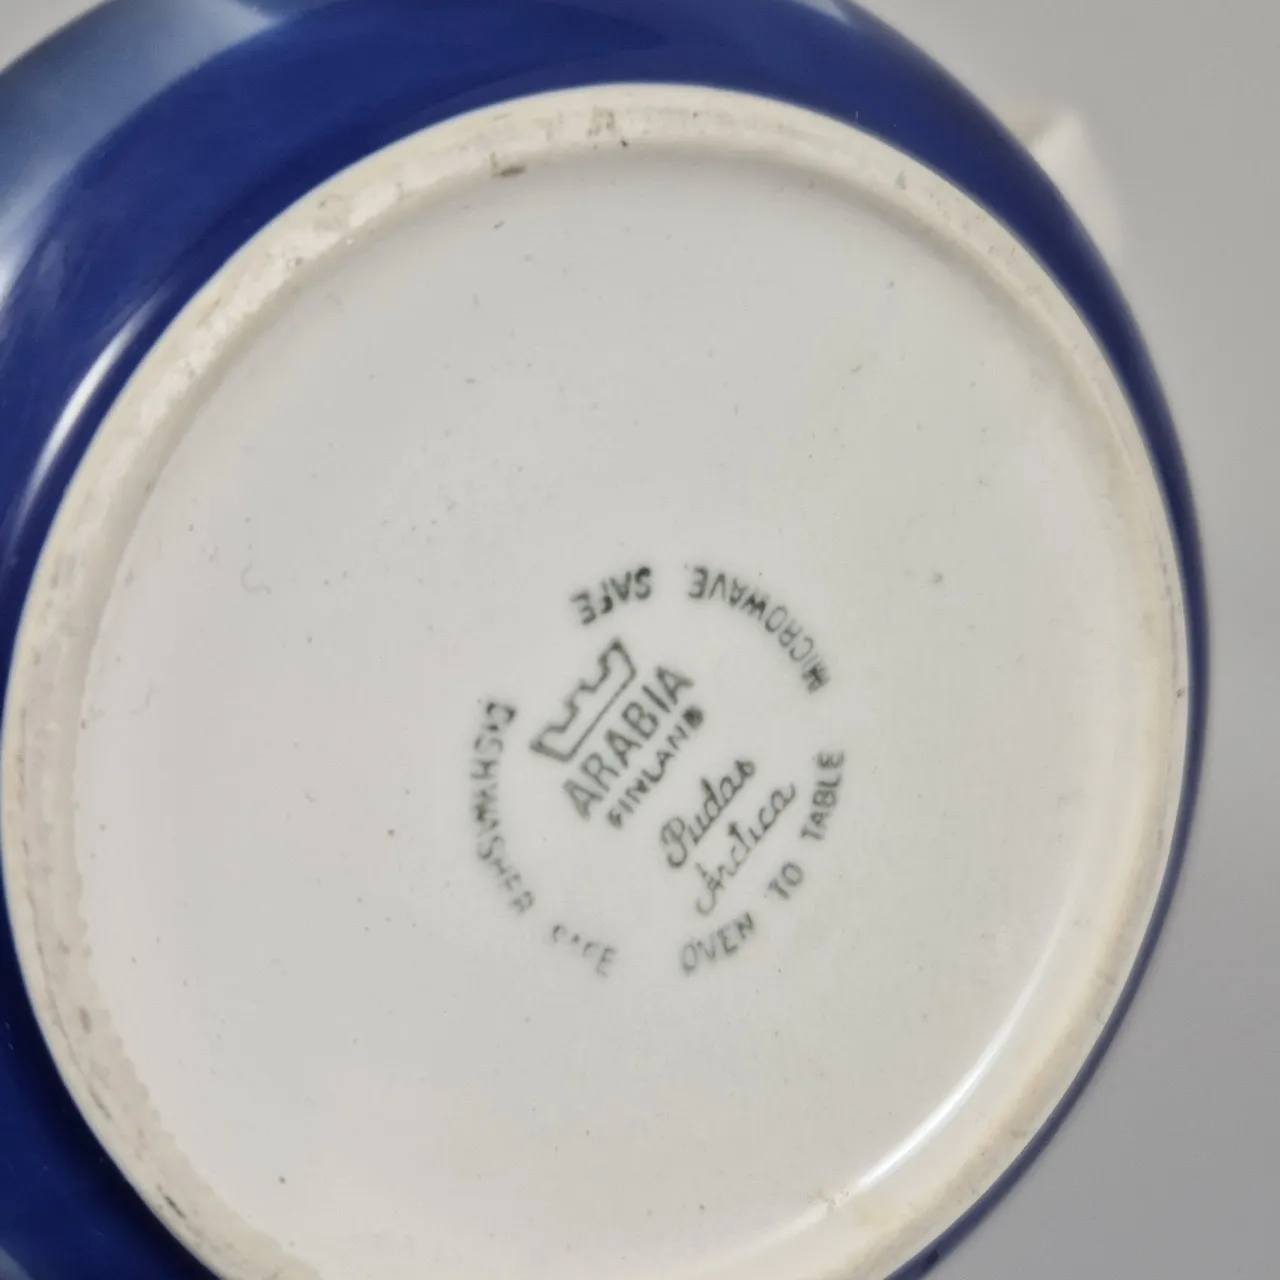 MICROWAVE SAFE
ARABIA
FINLAND
Pudas
Arctica
DISHWASHER SAFE
OVEN TO TABLE